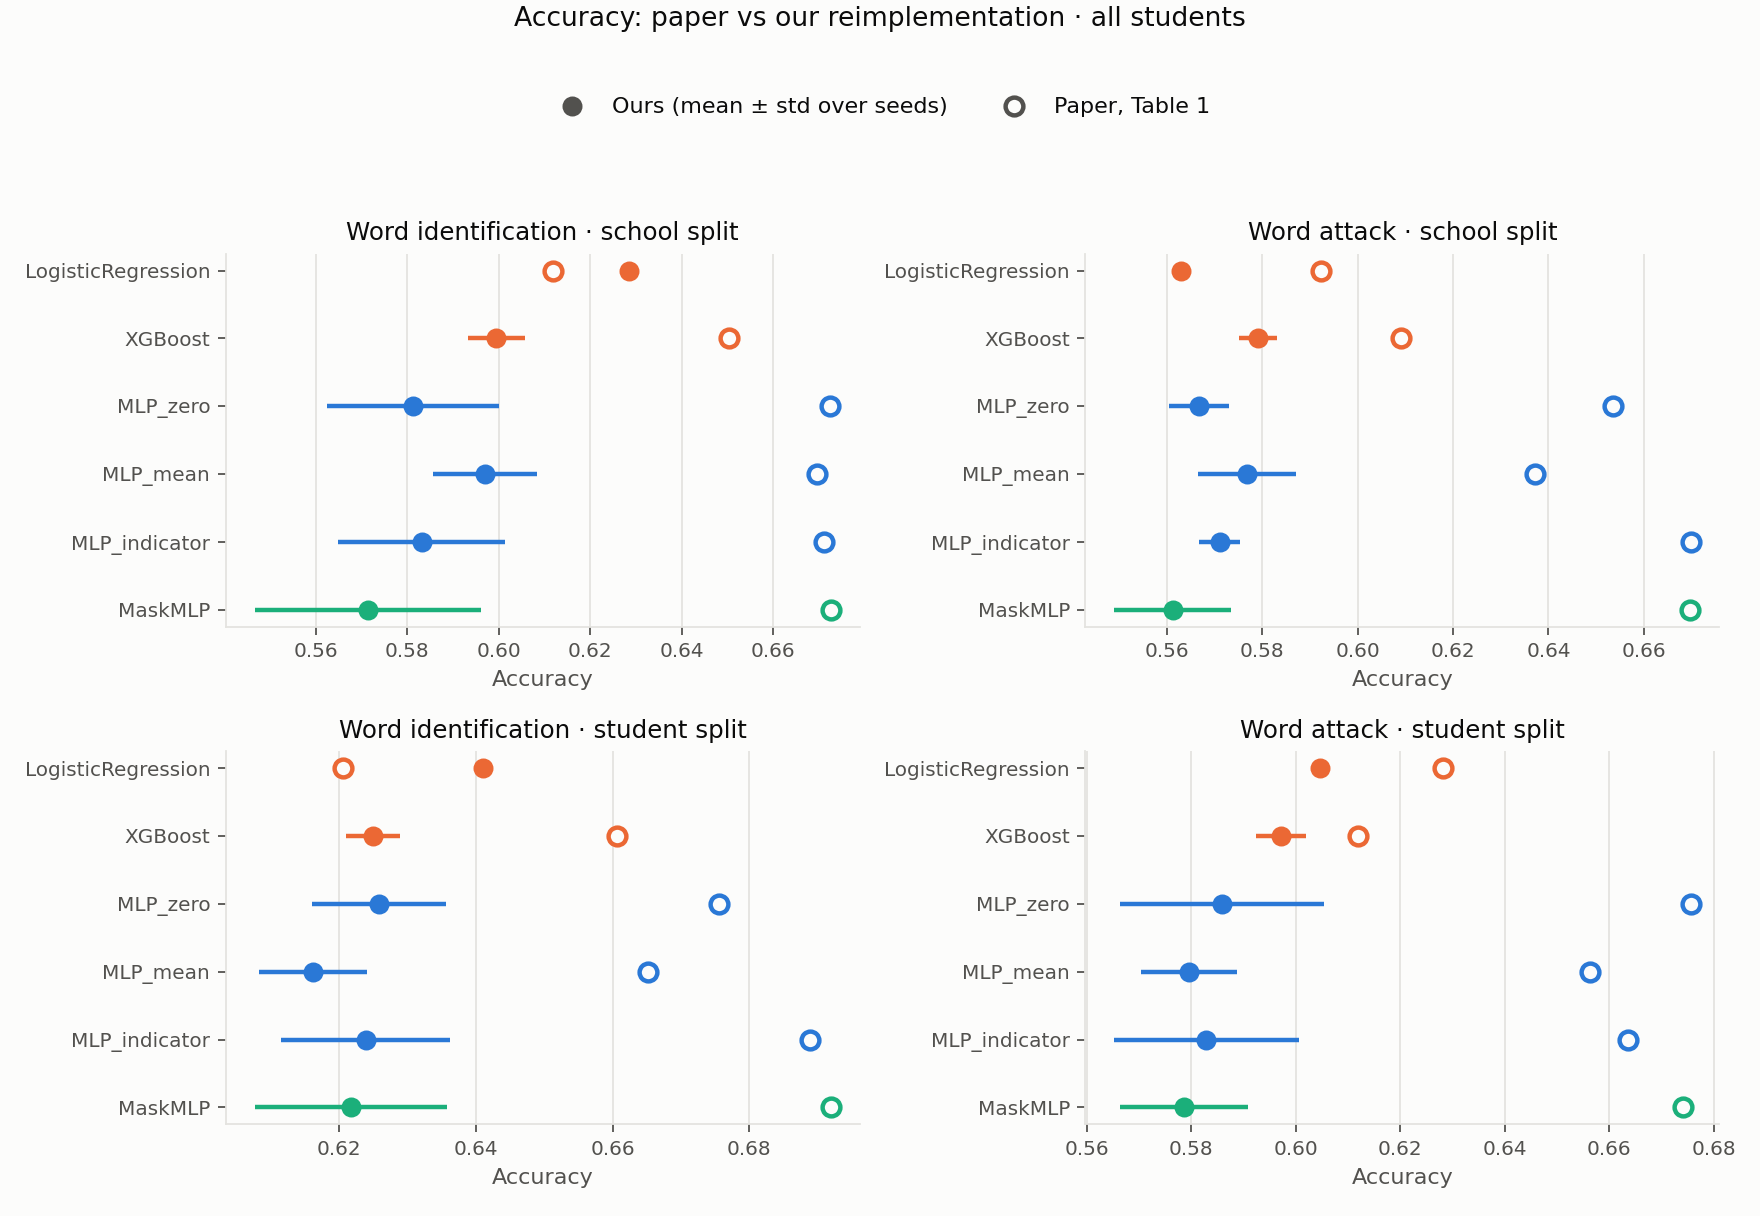 Accuracy: paper vs our reimplementation · all students
Ours (mean ± std over seeds)
Paper, Table 1
Word identification · school split
LogisticRegression
XGBoost
MLP_zero
MLP_mean
MLP_indicator
MaskMLP
0.56 0.58 0.60 0.62 0.64 0.66
Accuracy
Word attack · school split
LogisticRegression
XGBoost
MLP_zero
MLP_mean
MLP_indicator
MaskMLP
0.56 0.58 0.60 0.62 0.64 0.66
Accuracy
Word identification · student split
LogisticRegression
XGBoost
MLP_zero
MLP_mean
MLP_indicator
MaskMLP
0.62 0.64 0.66 0.68
Accuracy
Word attack · student split
LogisticRegression
XGBoost
MLP_zero
MLP_mean
MLP_indicator
MaskMLP
0.56 0.58 0.60 0.62 0.64 0.66 0.68
Accuracy